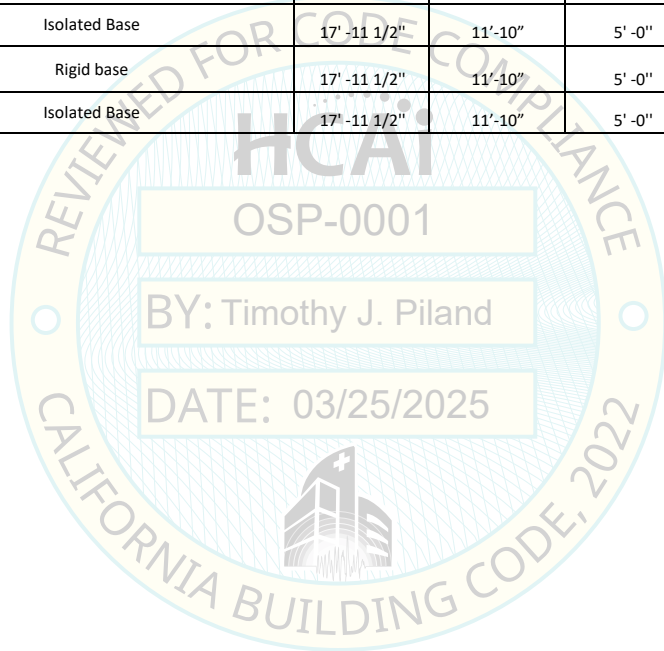 Isolated Base 17' -11 1/2" 11’-10” 5' -0"
Rigid base 17' -11 1/2" 11’-10” 5' -0"
Isolated Base 17' -11 1/2" 11’-10” 5' -0"
REVIEWED FOR CODE COMPLIANCE
HCAi
OSP-0001
BY: Timothy J. Piland
DATE: 03/25/2025
CALIFORNIA BUILDING CODE, 2022